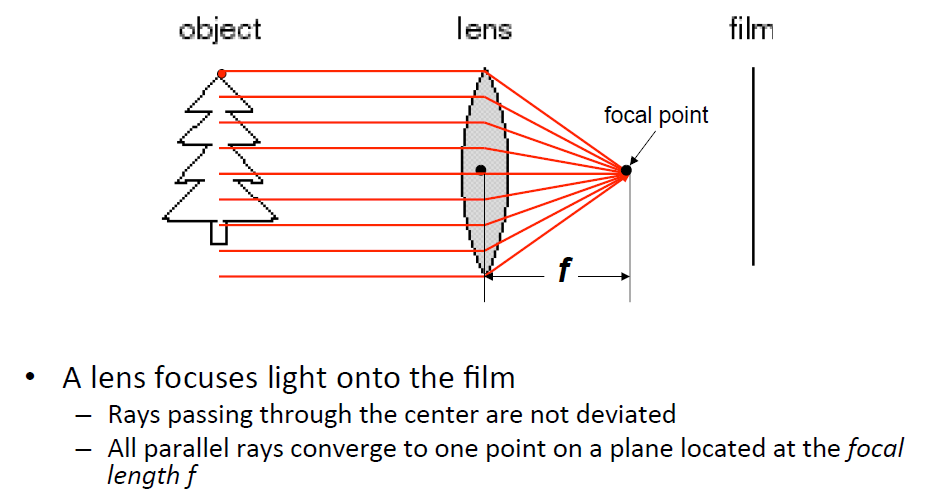 object lens film
focal point
f
• A lens focuses light onto the film
– Rays passing through the center are not deviated
– All parallel rays converge to one point on a plane located at the focal
length f